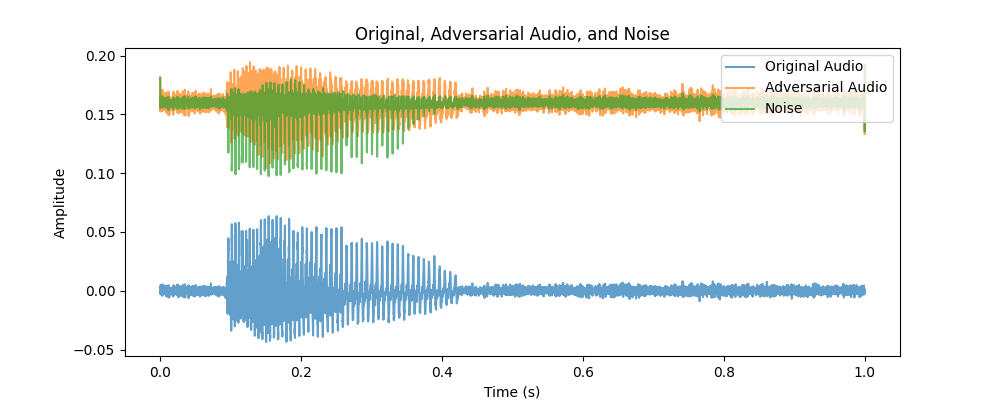 Original, Adversarial Audio, and Noise
Original Audio
Adversarial Audio
Noise
Amplitude
0.20
0.15
0.10
0.05
0.00
−0.05
0.0
0.2
0.4
0.6
0.8
1.0
Time (s)